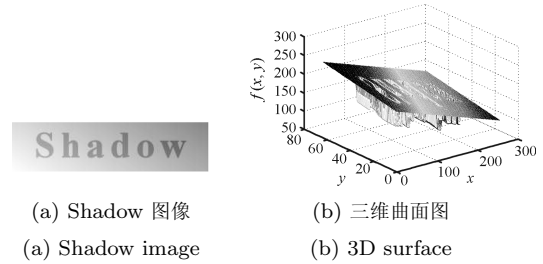 Shadow
300
250
200
150
100
50
f(x, y)
80
60
40
20
0
y
0
100
200
300
x
(a) Shadow 图像
(a) Shadow image
(b) 三维曲面图
(b) 3D surface